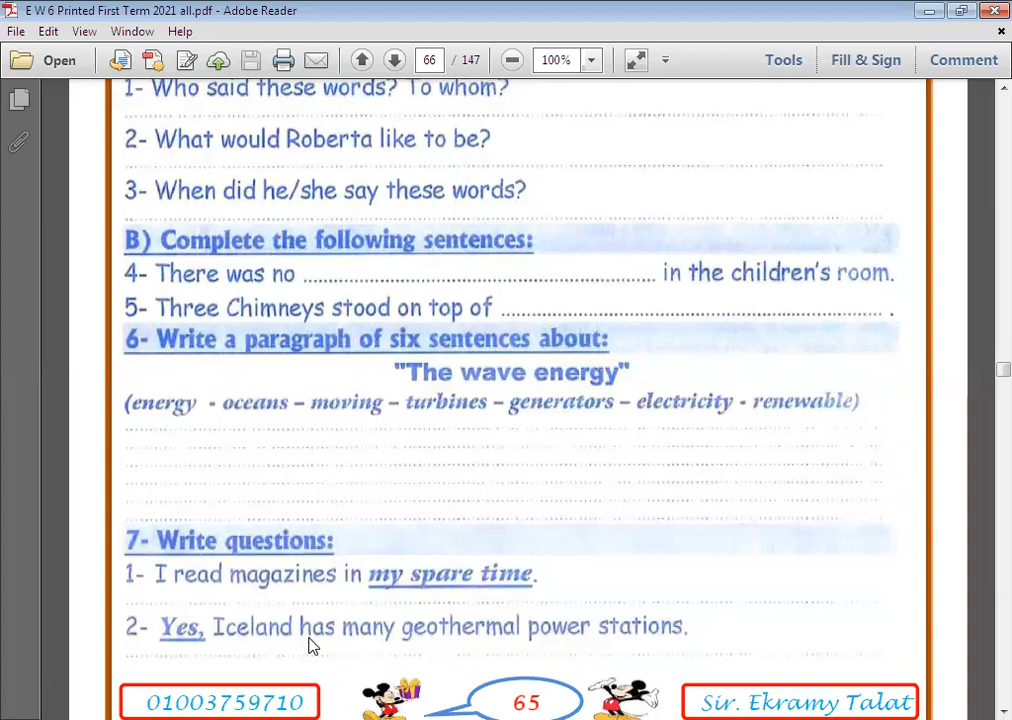 E W 6 Printed First Term 2021 all.pdf - Adobe Reader
File Edit View Window Help
Open 66 / 147 100% Tools Fill & Sign Comment
1- Who said these words? To whom?
2- What would Roberta like to be?
3- When did he/she say these words?
B) Complete the following sentences:
4- There was no ........................ in the children's room.
5- Three Chimneys stood on top of ........................ .
6- Write a paragraph of six sentences about:
"The wave energy"
(energy - oceans – moving – turbines – generators – electricity - renewable)
7- Write questions:
1- I read magazines in my spare time.
2- Yes, Iceland has many geothermal power stations.
01003759710 65 Sir. Ekramy Talat